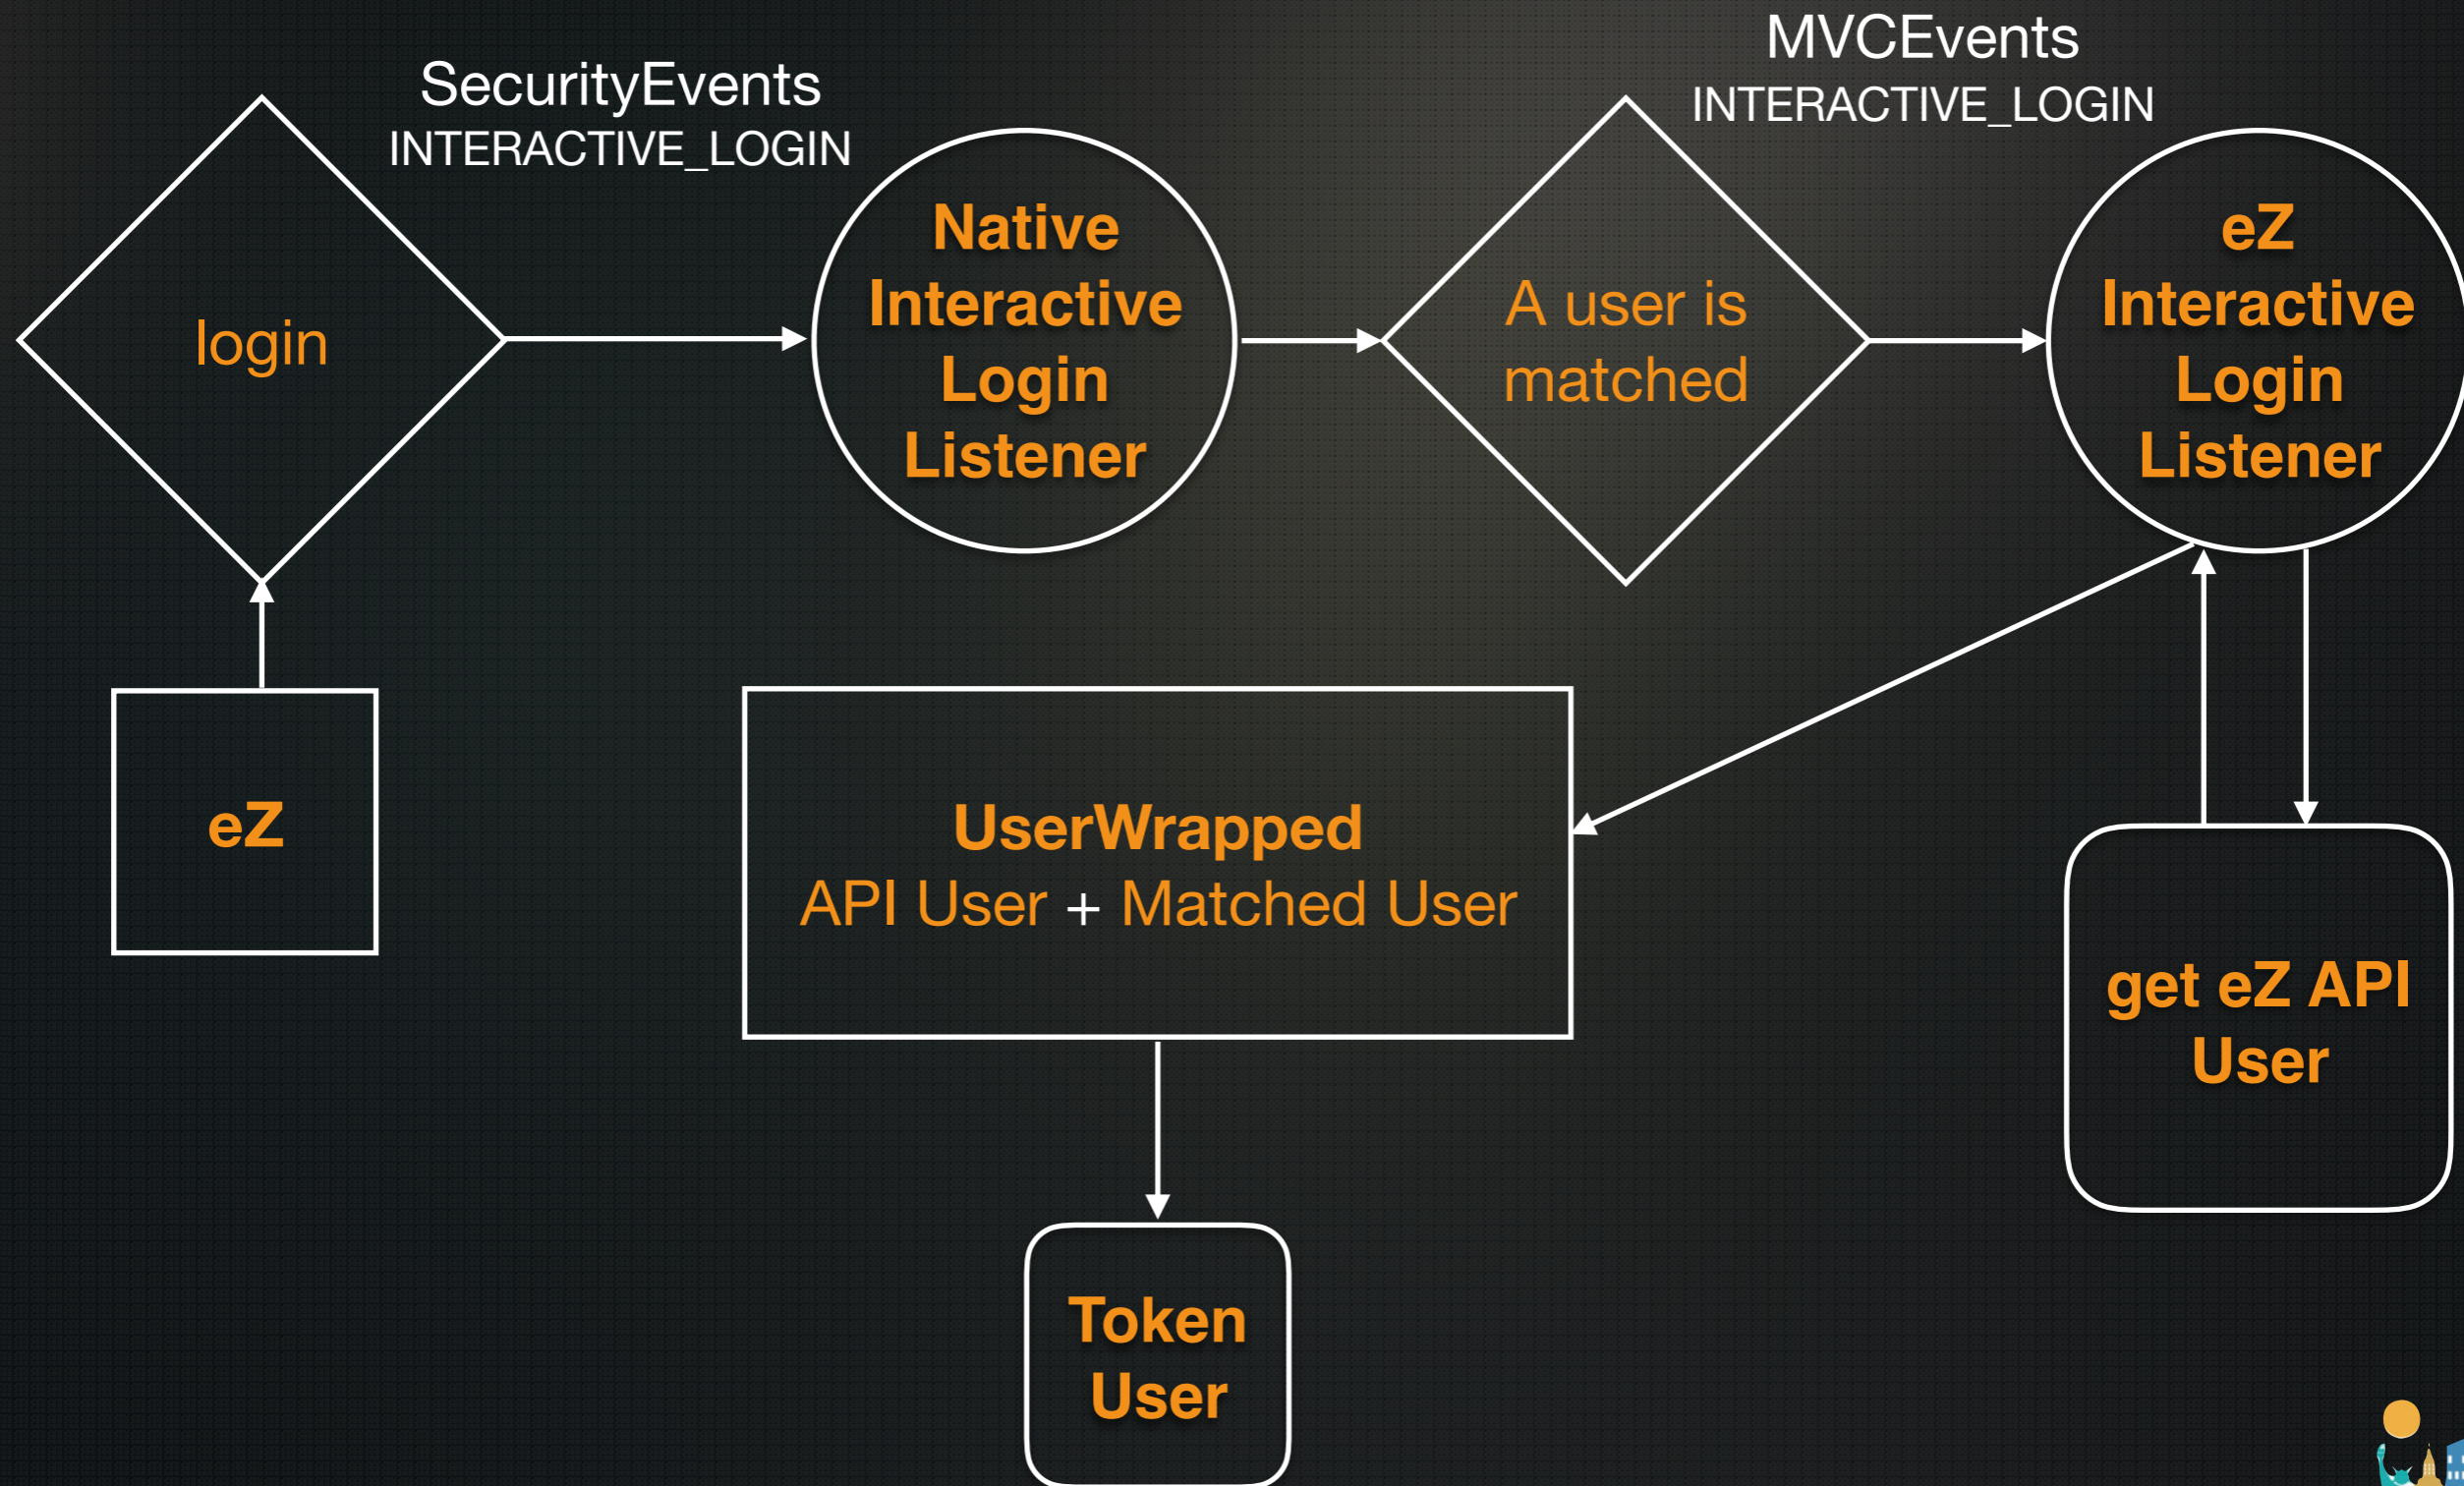 SecurityEvents
INTERACTIVE_LOGIN
MVCEvents
INTERACTIVE_LOGIN
login
Native
Interactive
Login
Listener
A user is
matched
eZ
Interactive
Login
Listener
eZ
UserWrapped
API User + Matched User
get eZ API
User
Token
User